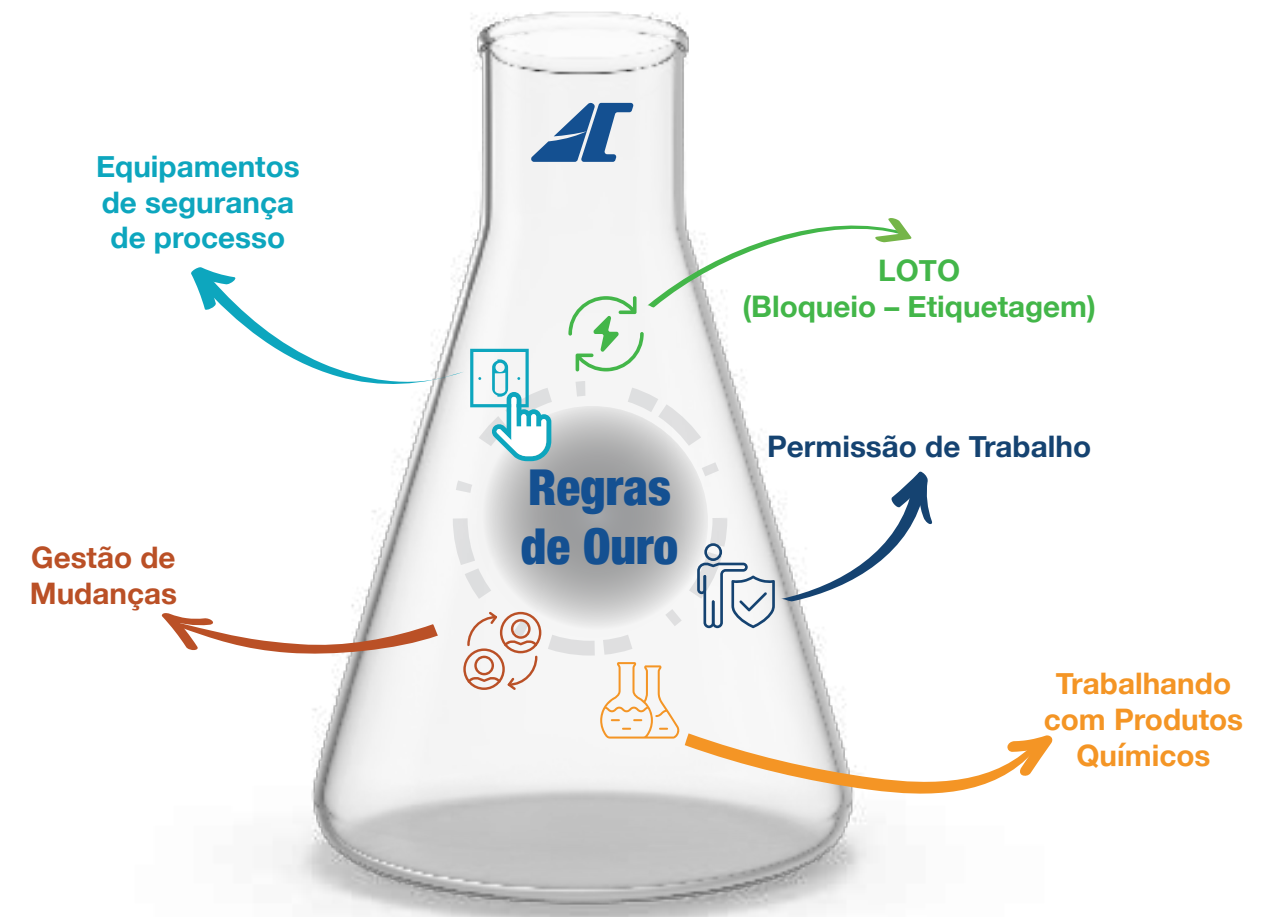 Equipamentos
de segurança
de processo
LOTO
(Bloqueio – Etiquetagem)
Permissão de Trabalho
Regras
de Ouro
Gestão de
Mudanças
Trabalhando
com Produtos
Químicos